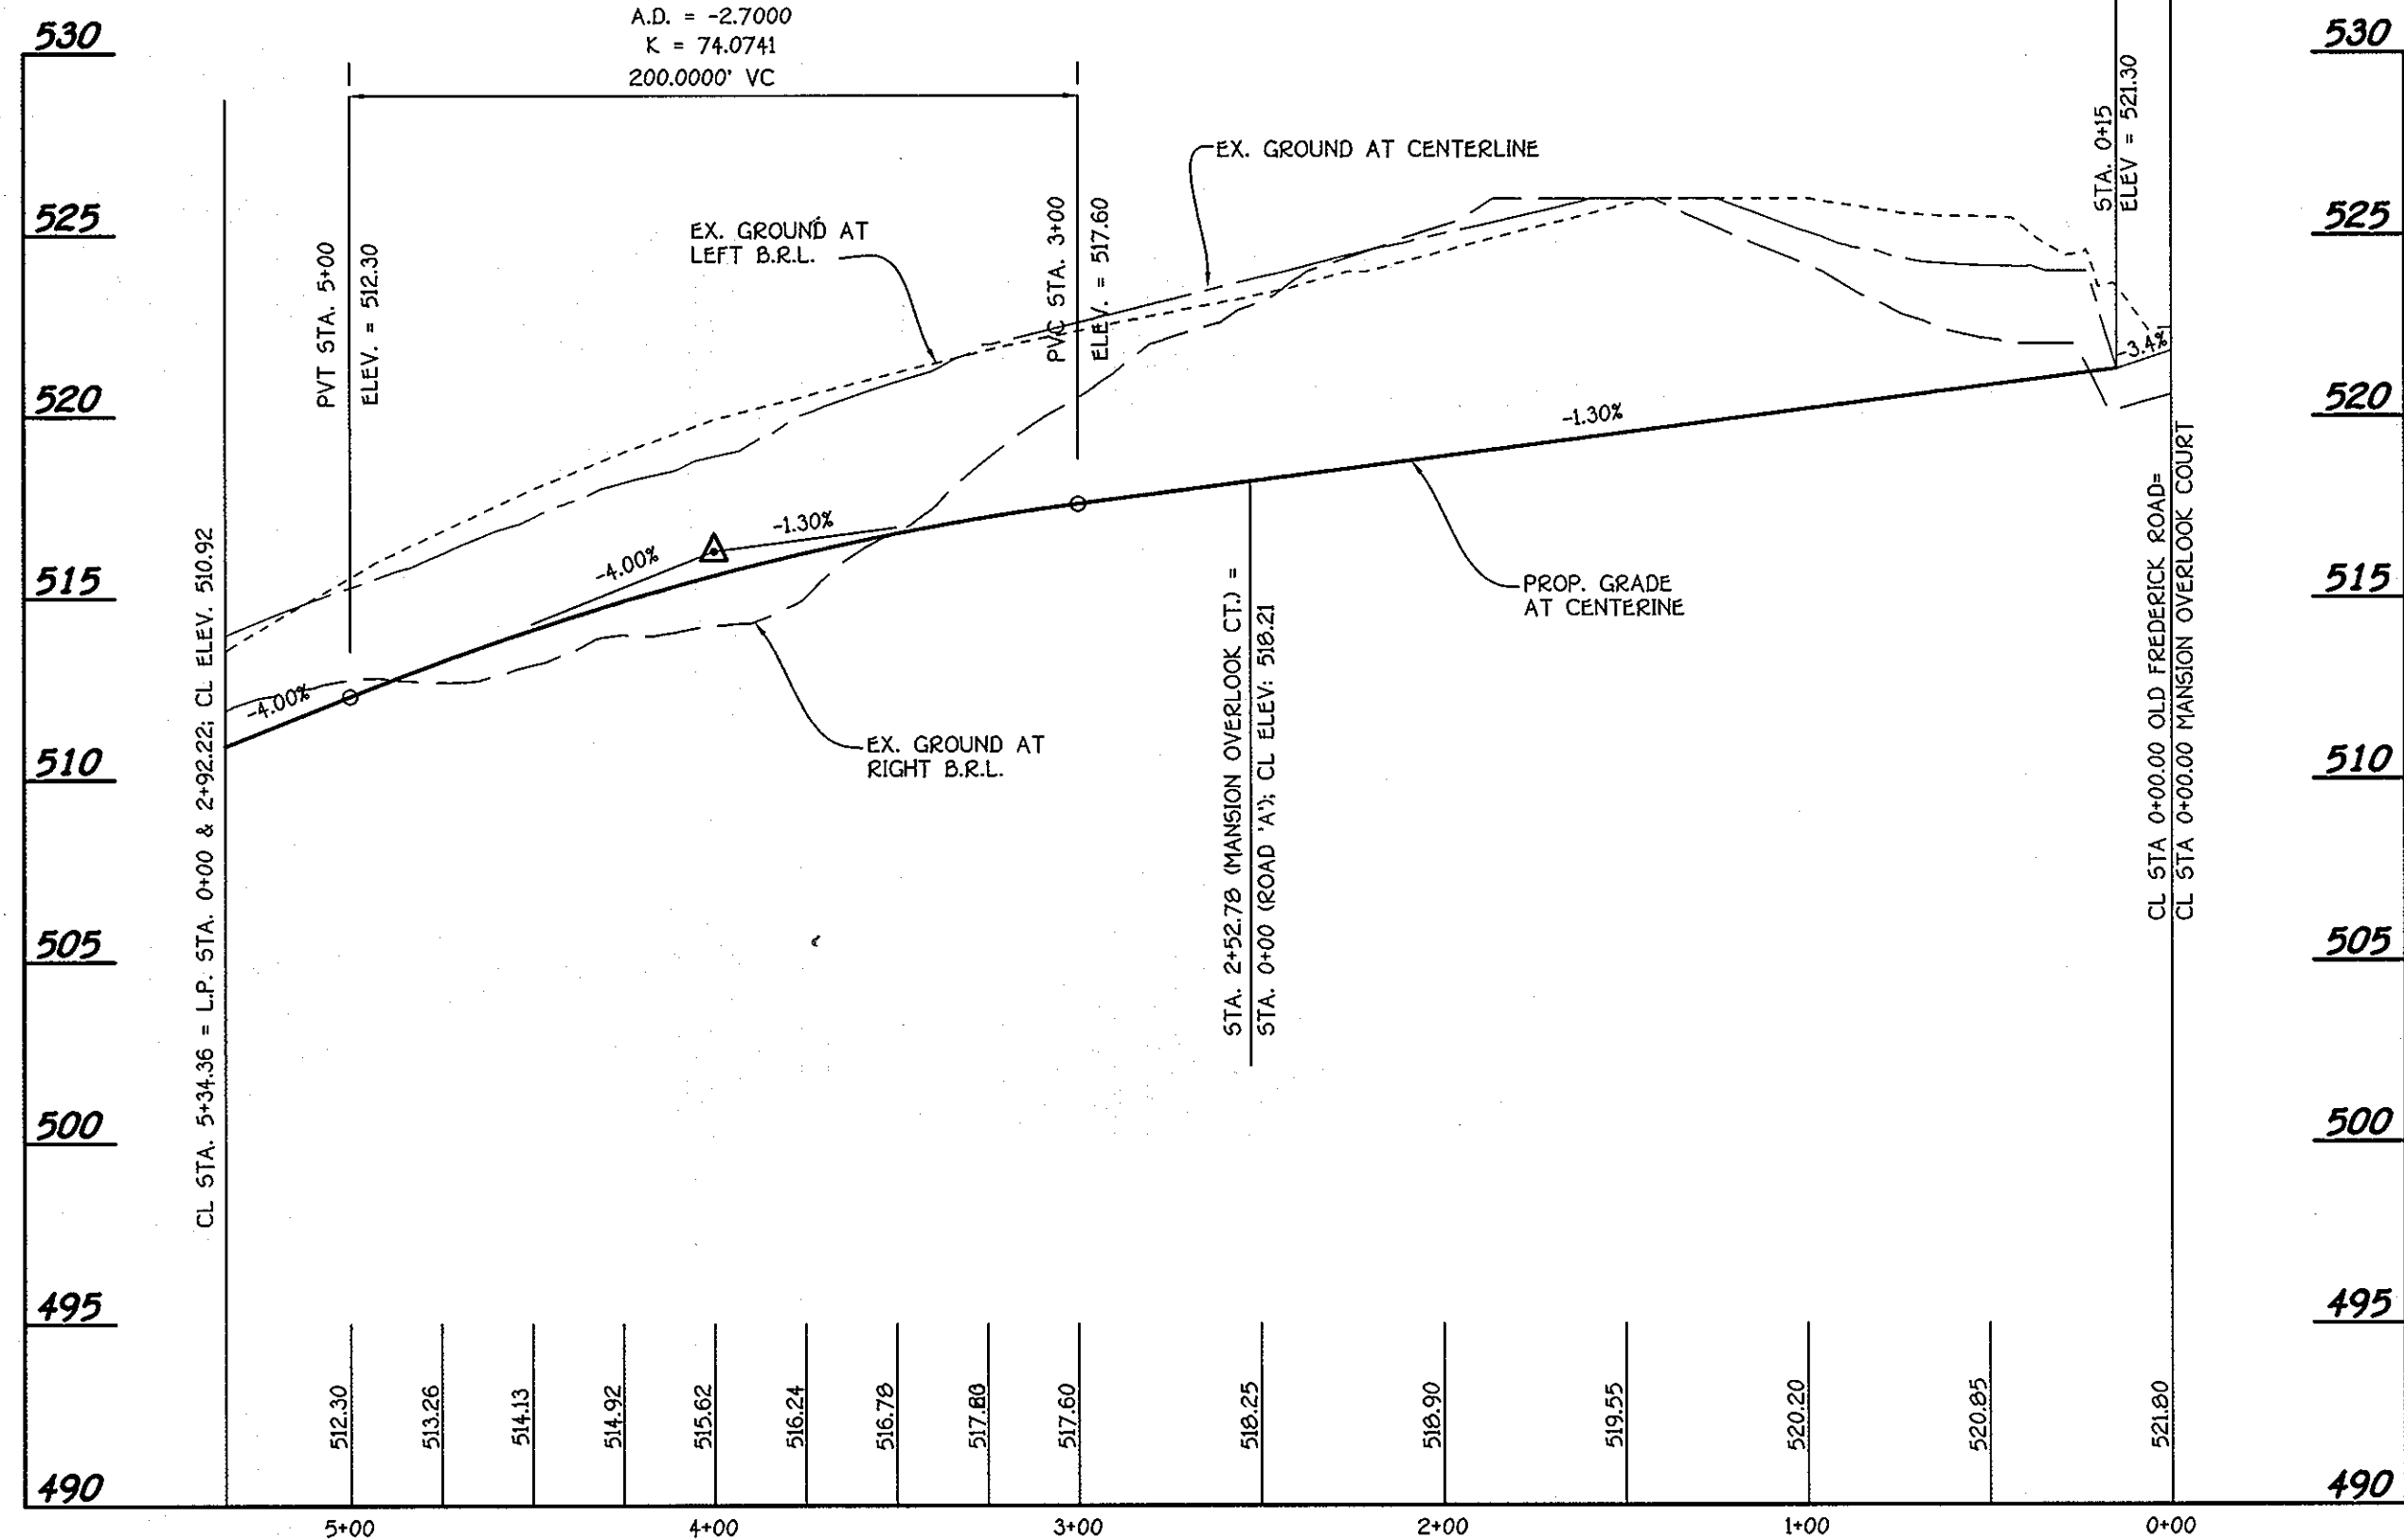 A.D. = -2.7000
K = 74.0741
200.0000' VC
530
530
525
525
520
520
515
515
510
510
505
505
500
500
495
495
490
490
PVT STA. 5+00
ELEV. = 512.30
PVC STA. 3+00
ELEV. = 517.60
STA. 0+15
ELEV = 521.30
EX. GROUND AT
LEFT B.R.L.
EX. GROUND AT CENTERLINE
-3.4%
-1.30%
-1.30%
-4.00%
-4.00%
PROP. GRADE
AT CENTERINE
EX. GROUND AT
RIGHT B.R.L.
CL STA. 5+34.36 = L.P. STA. 0+00 & 2+92.22; CL ELEV. 510.92
STA. 2+52.78 (MANSION OVERLOOK CT.) =
STA. 0+00 (ROAD 'A'); CL ELEV: 518.21
CL STA 0+00.00 OLD FREDERICK ROAD=
CL STA 0+00.00 MANSION OVERLOOK COURT
512.30
513.26
514.13
514.92
515.62
516.24
516.78
517.60
518.25
518.90
519.55
520.20
520.85
521.80
5+00
4+00
3+00
2+00
1+00
0+00